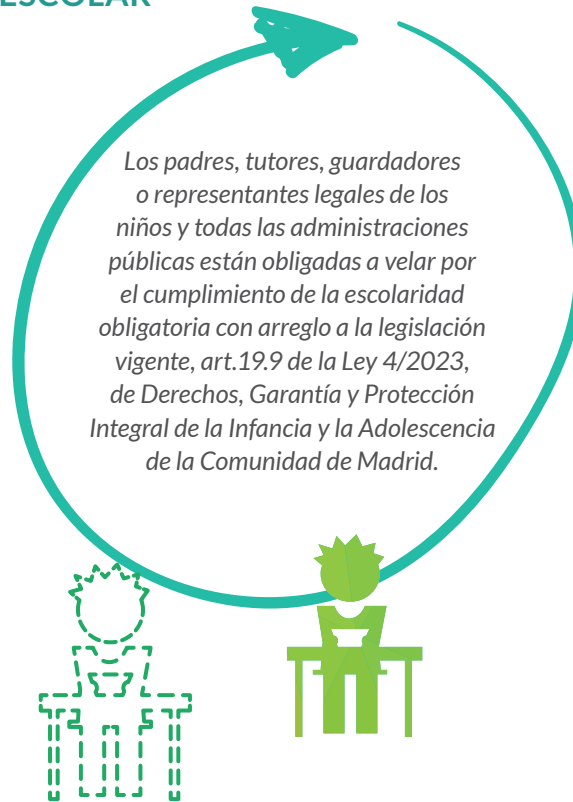 ESCOLAR
Los padres, tutores, guardadores
o representantes legales de los
niños y todas las administraciones
públicas están obligadas a velar por
el cumplimiento de la escolaridad
obligatoria con arreglo a la legislación
vigente, art.19.9 de la Ley 4/2023,
de Derechos, Garantía y Protección
Integral de la Infancia y la Adolescencia
de la Comunidad de Madrid.